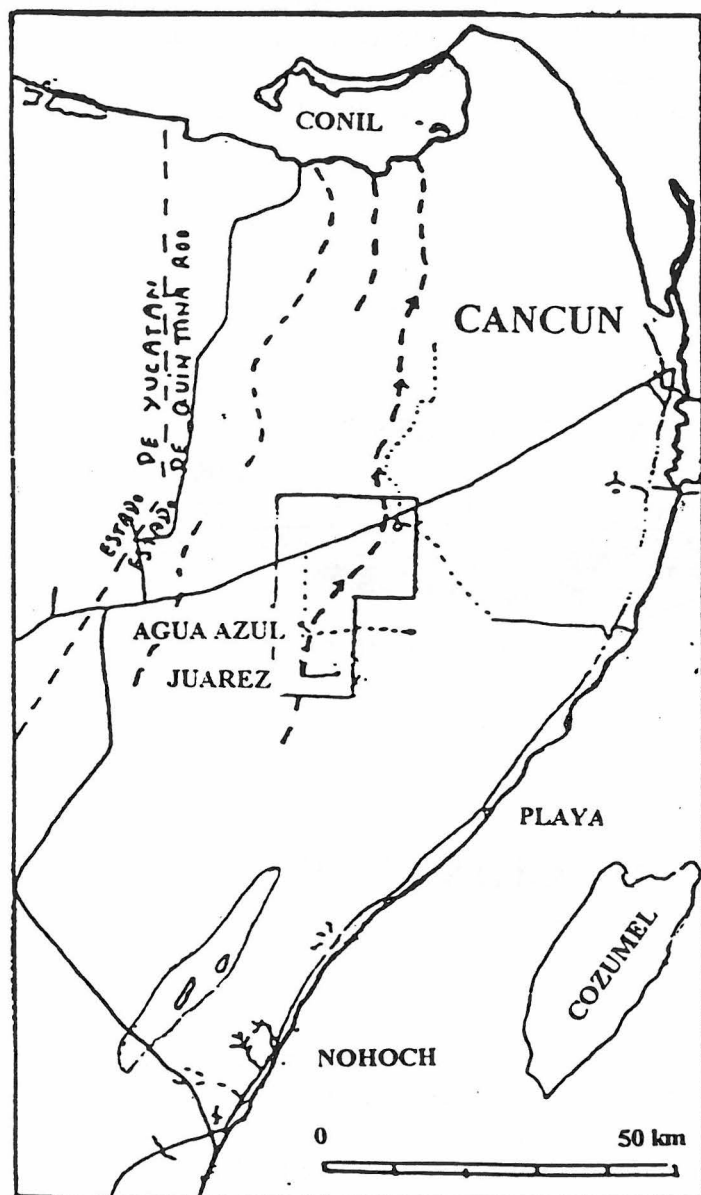 CONIL
ESTADO DE YUCATAN
ESTADO DE QUINTANA ROO
CANCUN
AGUA AZUL
JUAREZ
PLAYA
COZUMEL
NOHOCH
0 50 km